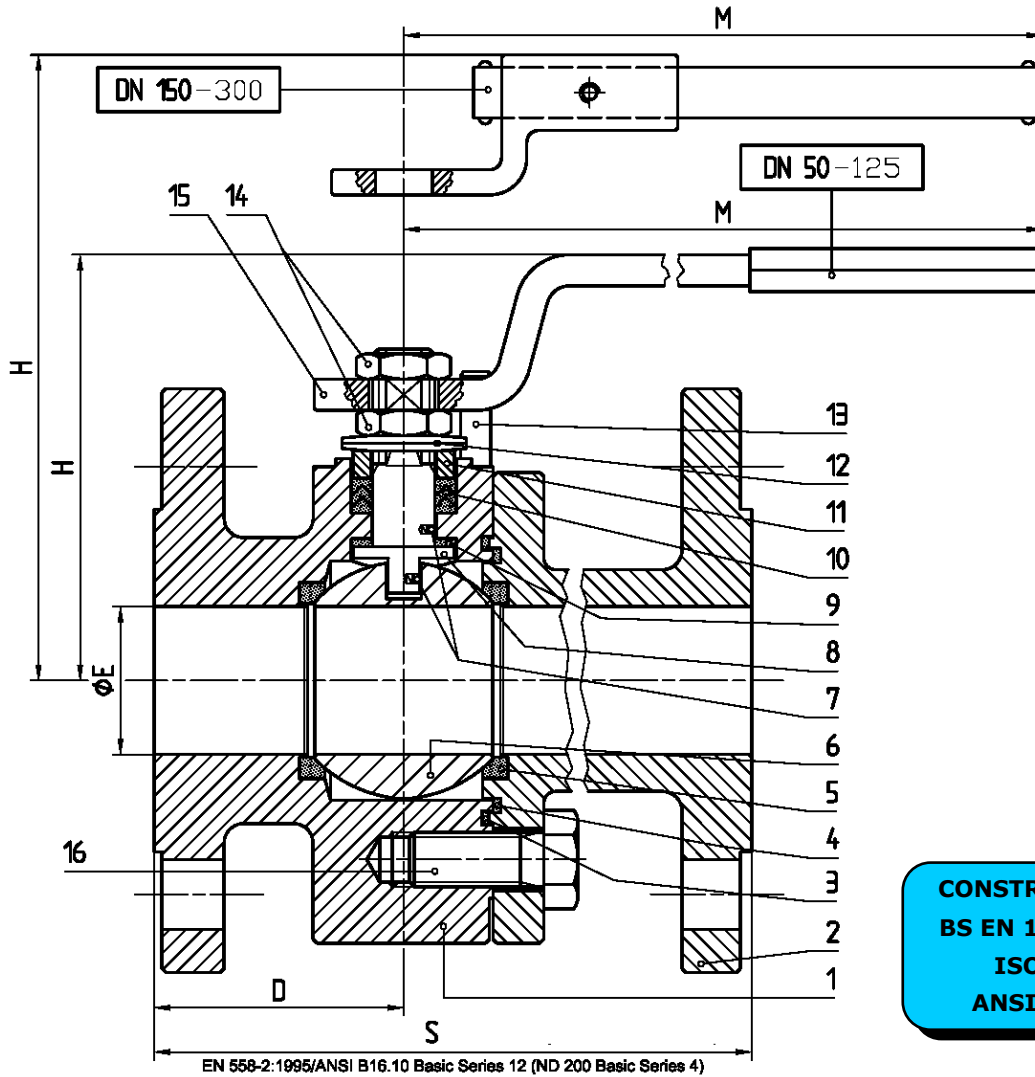 M
DN 150-300
DN 50-125
M
15
14
H
H
13
12
11
10
9
8
7
6
5
4
3
2
1
ΦE
16
D
S
EN 558-2:1995/ANSI B16.10 Basic Series 12 (ND 200 Basic Series 4)
CONSTR
BS EN 1
ISO
ANSI